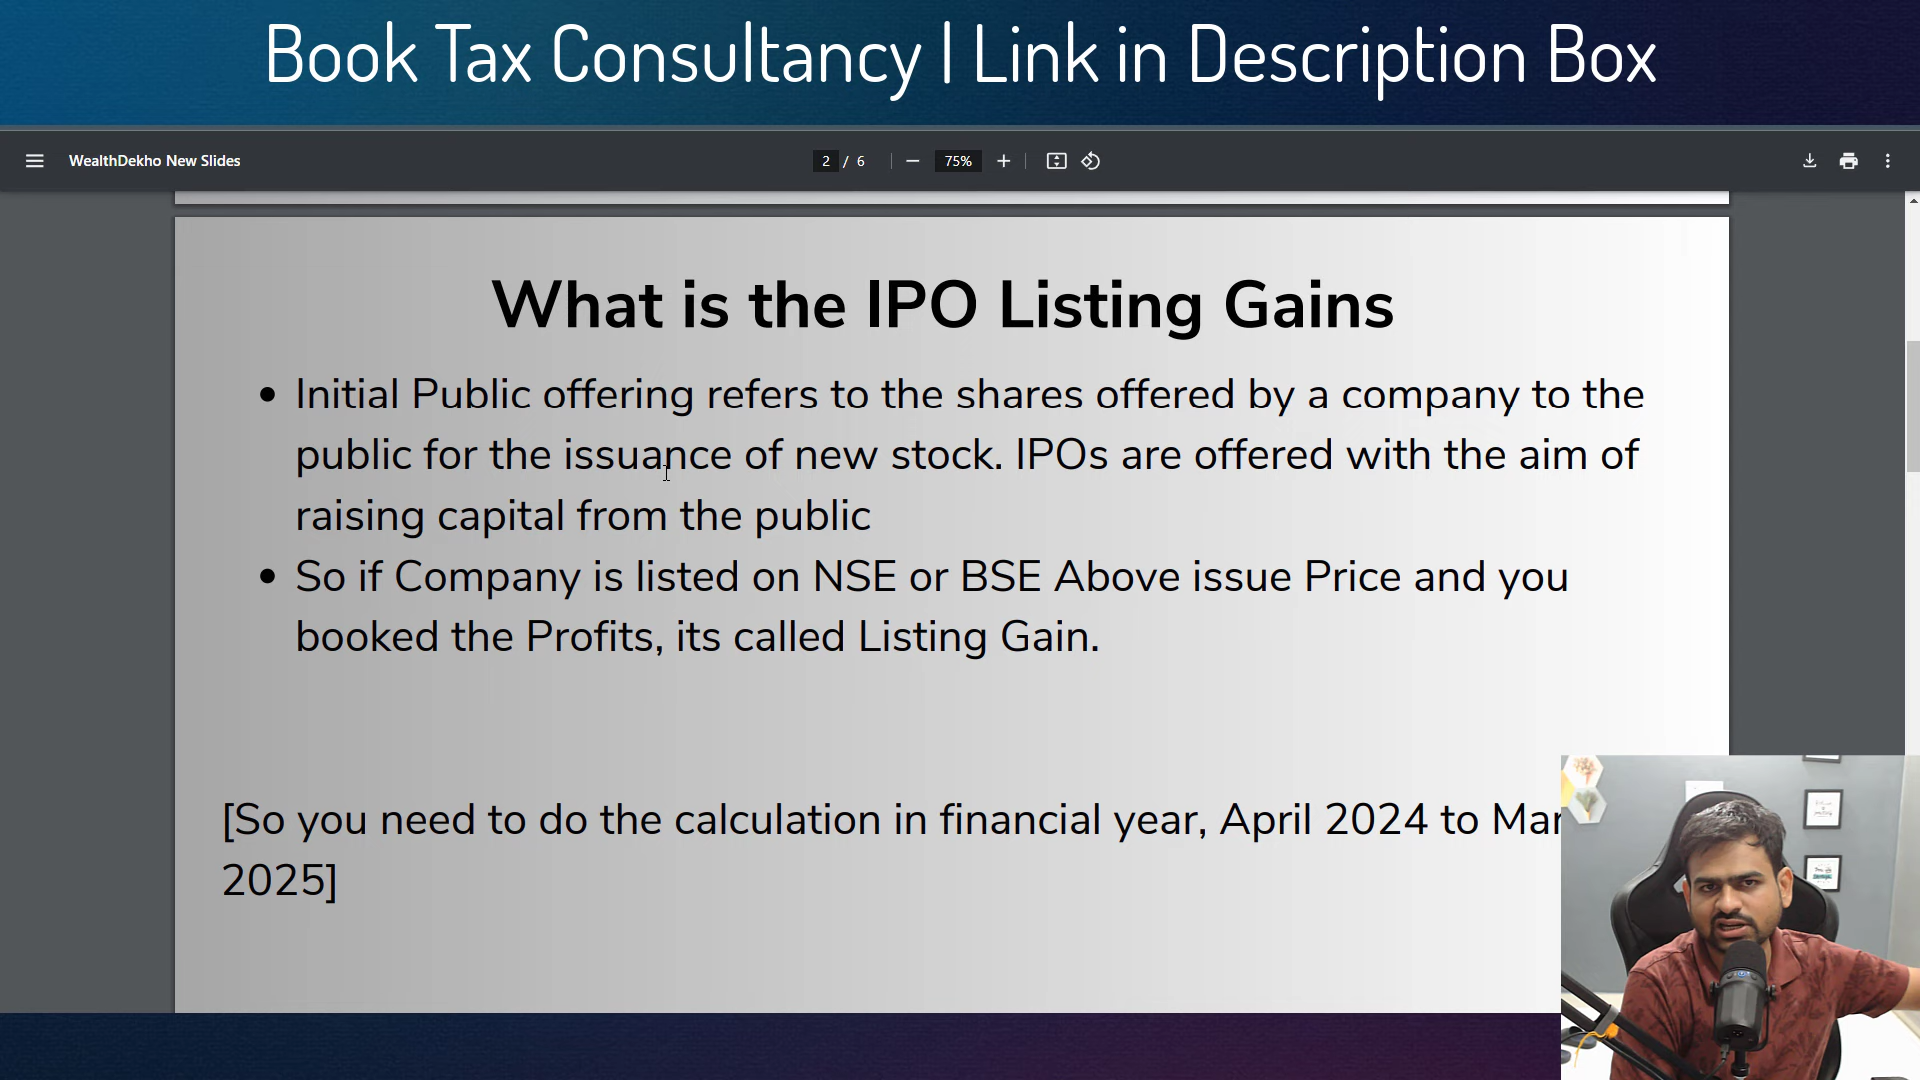 Book Tax Consultancy | Link in Description Box
WealthDekho New Slides
2 / 6
75%
What is the IPO Listing Gains
• Initial Public offering refers to the shares offered by a company to the
public for the issuance of new stock. IPOs are offered with the aim of
raising capital from the public
• So if Company is listed on NSE or BSE Above issue Price and you
booked the Profits, its called Listing Gain.
[So you need to do the calculation in financial year, April 2024 to Mar
2025]